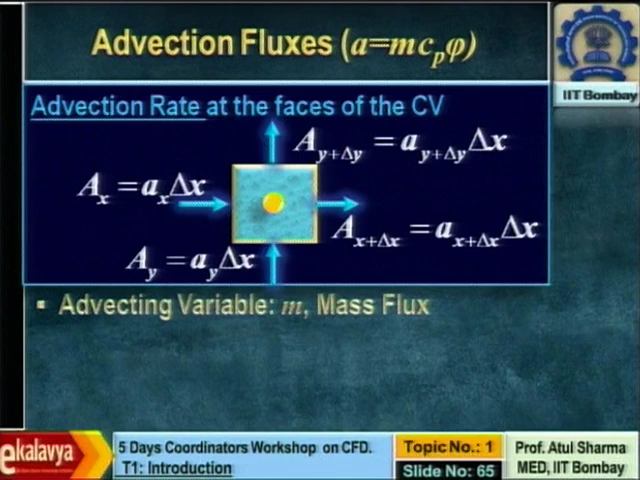 Advection Fluxes (a=mc_pφ)
IIT Bombay
Advection Rate at the faces of the CV
A_{y+Δy} = a_{y+Δy}Δx
A_x = a_xΔx
A_{x+Δx} = a_{x+Δx}Δx
A_y = a_yΔx
▪ Advecting Variable: m, Mass Flux
ekalavya
5 Days Coordinators Workshop on CFD.
T1: Introduction
Topic No.: 1
Slide No: 65
Prof. Atul Sharma
MED, IIT Bombay